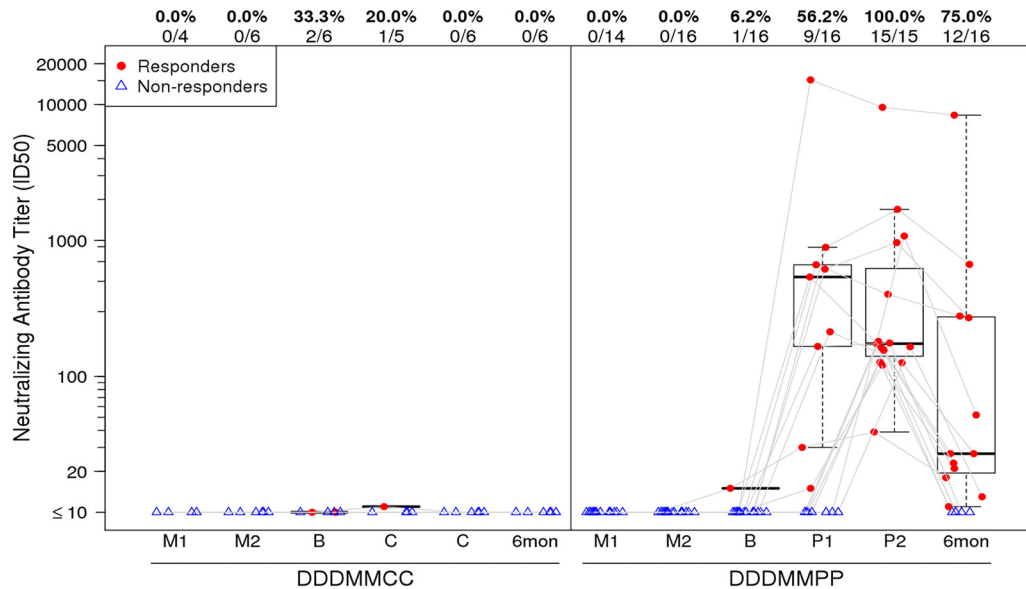 0.0% 0.0% 33.3% 20.0% 0.0% 0.0% 0.0% 0.0% 6.2% 56.2% 100.0% 75.0%
0/4 0/6 2/6 1/5 0/6 0/6 0/14 0/16 1/16 9/16 15/15 12/16
Responders
Non-responders
Neutralizing Antibody Titer (ID50)
20000
10000
5000
1000
100
20
≤ 10
M1 M2 B C C 6mon M1 M2 B P1 P2 6mon
DDDMMCC DDDMMPP